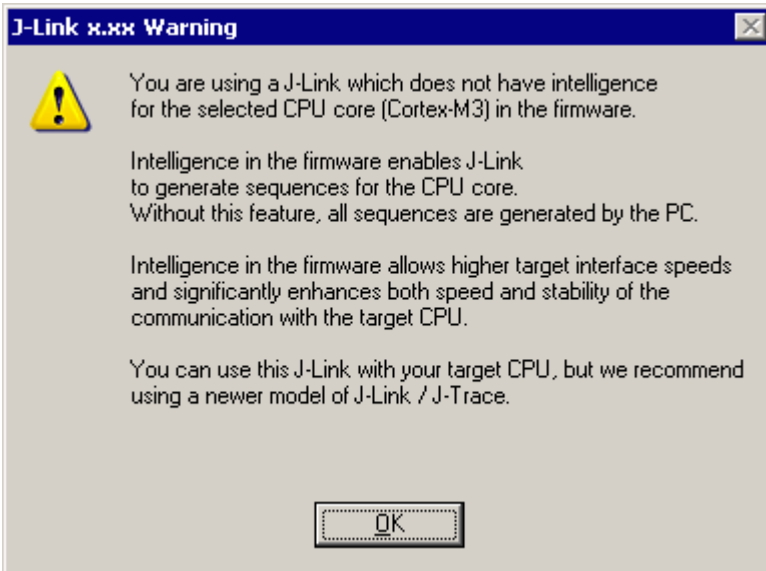 J-Link x.xx Warning
You are using a J-Link which does not have intelligence
for the selected CPU core (Cortex-M3) in the firmware.
Intelligence in the firmware enables J-Link
to generate sequences for the CPU core.
Without this feature, all sequences are generated by the PC.
Intelligence in the firmware allows higher target interface speeds
and significantly enhances both speed and stability of the
communication with the target CPU.
You can use this J-Link with your target CPU, but we recommend
using a newer model of J-Link / J-Trace.
OK